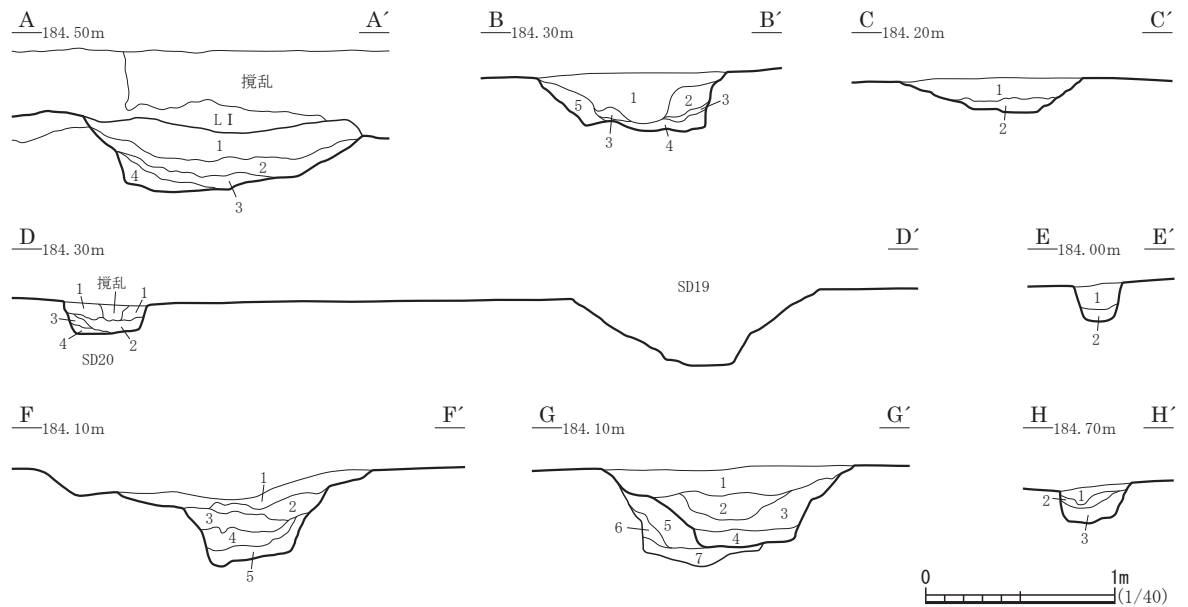 A 184.50m A´
撹乱
LⅠ
1
2
4
3
B 184.30m B´
5
1
2
3
3
4
C 184.20m C´
1
2
D 184.30m D´
1
撹乱
1
3
4
2
SD20
SD19
E 184.00m E´
1
2
F 184.10m F´
1
2
3
4
5
G 184.10m G´
1
2
3
6
5
4
7
H 184.70m H´
2
1
3
0 1m
(1/40)